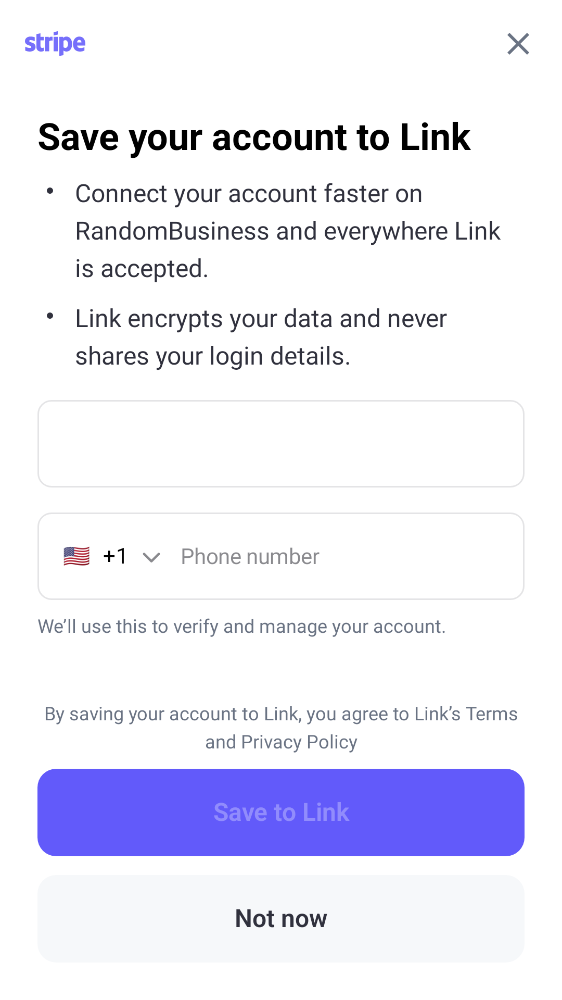 stripe
Save your account to Link
• Connect your account faster on
RandomBusiness and everywhere Link
is accepted.
• Link encrypts your data and never
shares your login details.
+1 Phone number
We’ll use this to verify and manage your account.
By saving your account to Link, you agree to Link’s Terms
and Privacy Policy
Save to Link
Not now